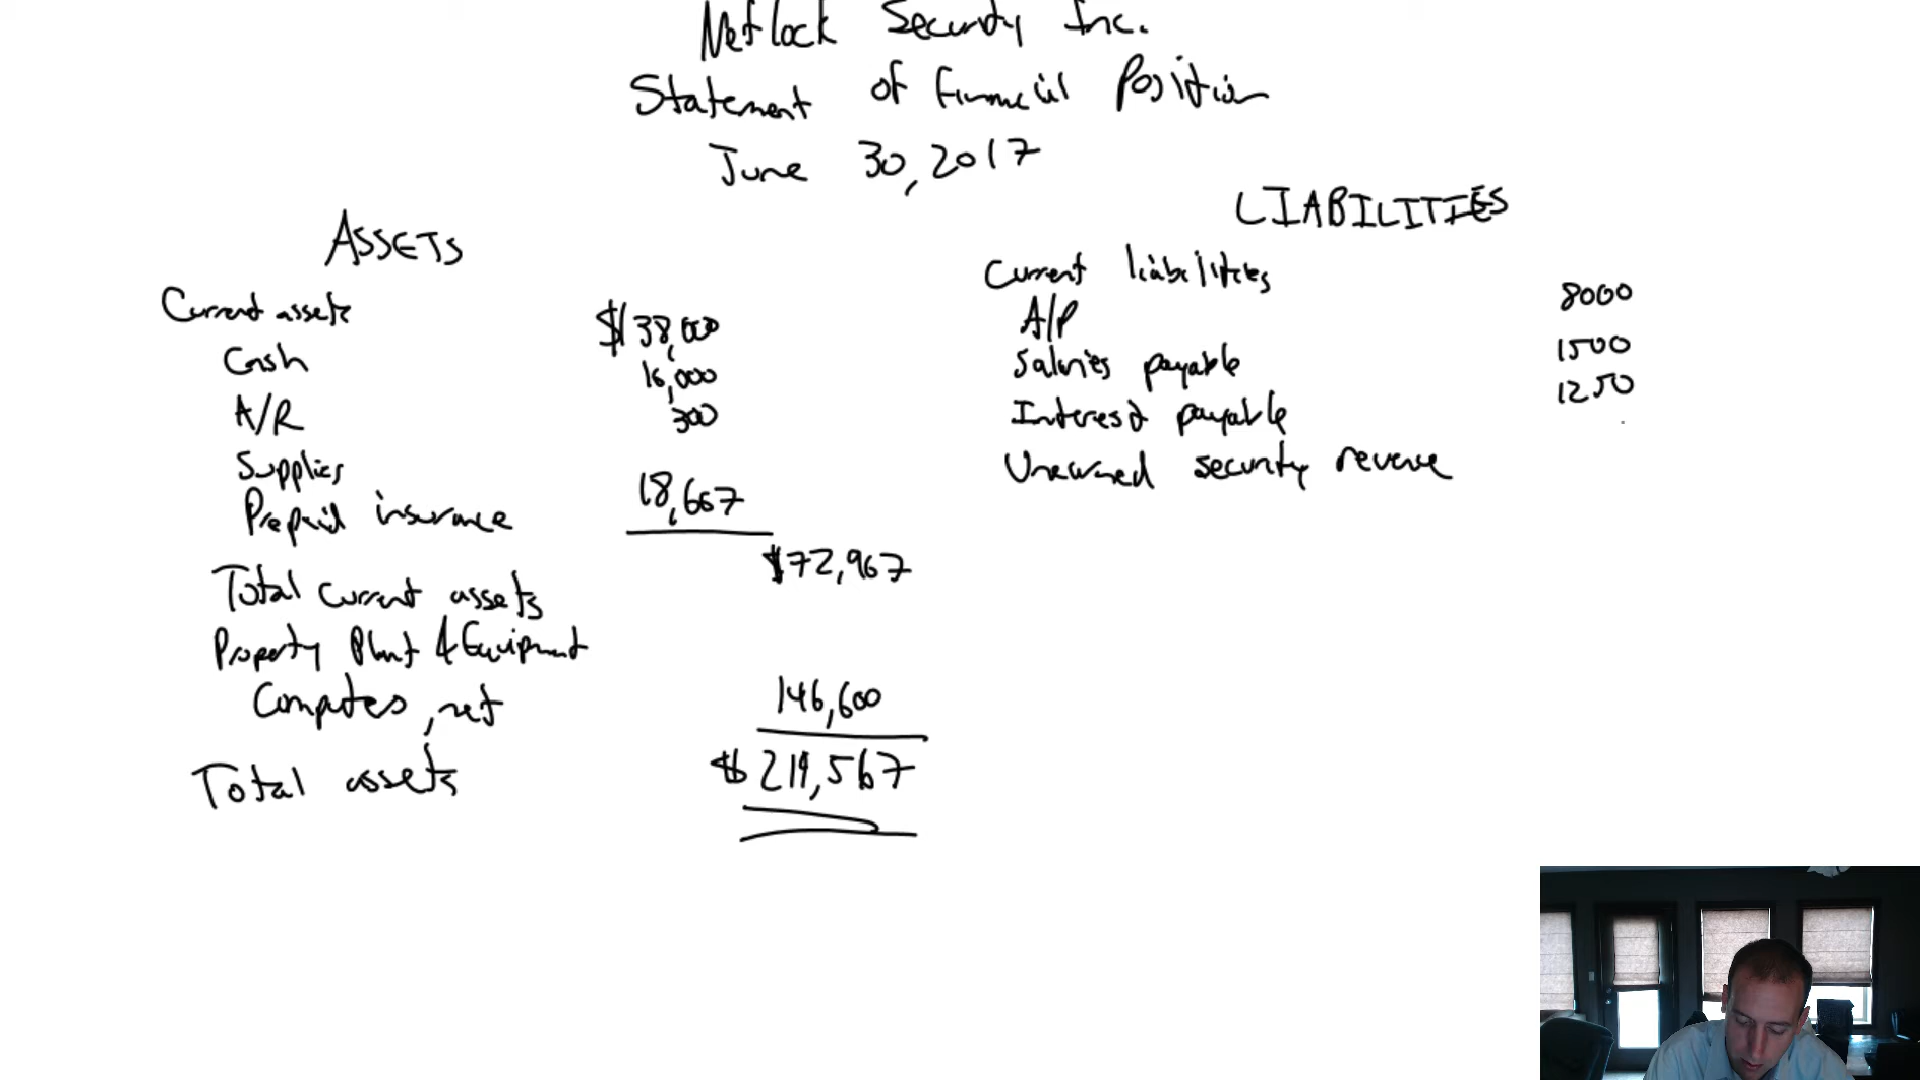 Netlock Security Inc.
Statement of Financial Position
June 30, 2017
ASSETS
Current assets
Cash $38,000
A/R 16,000
Supplies 300
Prepaid insurance 18,667
Total current assets $72,967
Property Plant & Equipment
Computers, net 146,600
Total assets $219,567
LIABILITIES
Current liabilities
A/P 8000
Salaries payable 1500
Interest payable 1250
Unearned security revenue